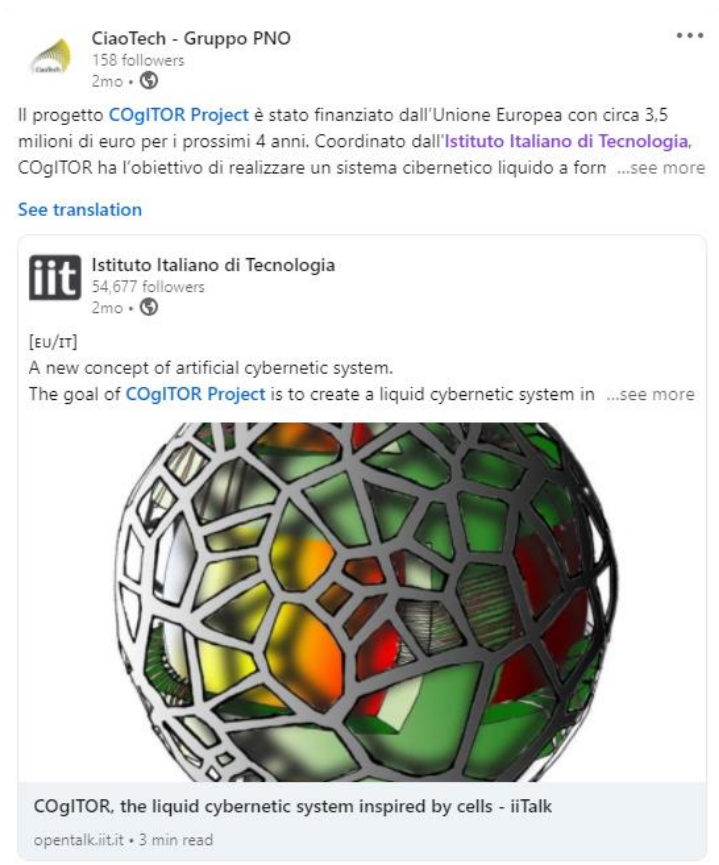 CiaoTech - Gruppo PNO
158 followers
2mo •
Il progetto COgITOR Project è stato finanziato dall'Unione Europea con circa 3,5
milioni di euro per i prossimi 4 anni. Coordinato dall'Istituto Italiano di Tecnologia,
COgITOR ha l'obiettivo di realizzare un sistema cibernetico liquido a form ...see more
See translation
iit
Istituto Italiano di Tecnologia
54,677 followers
2mo •
[EU/IT]
A new concept of artificial cybernetic system.
The goal of COgITOR Project is to create a liquid cybernetic system in ...see more
COgITOR, the liquid cybernetic system inspired by cells - iiTalk
opentalk.iit.it • 3 min read